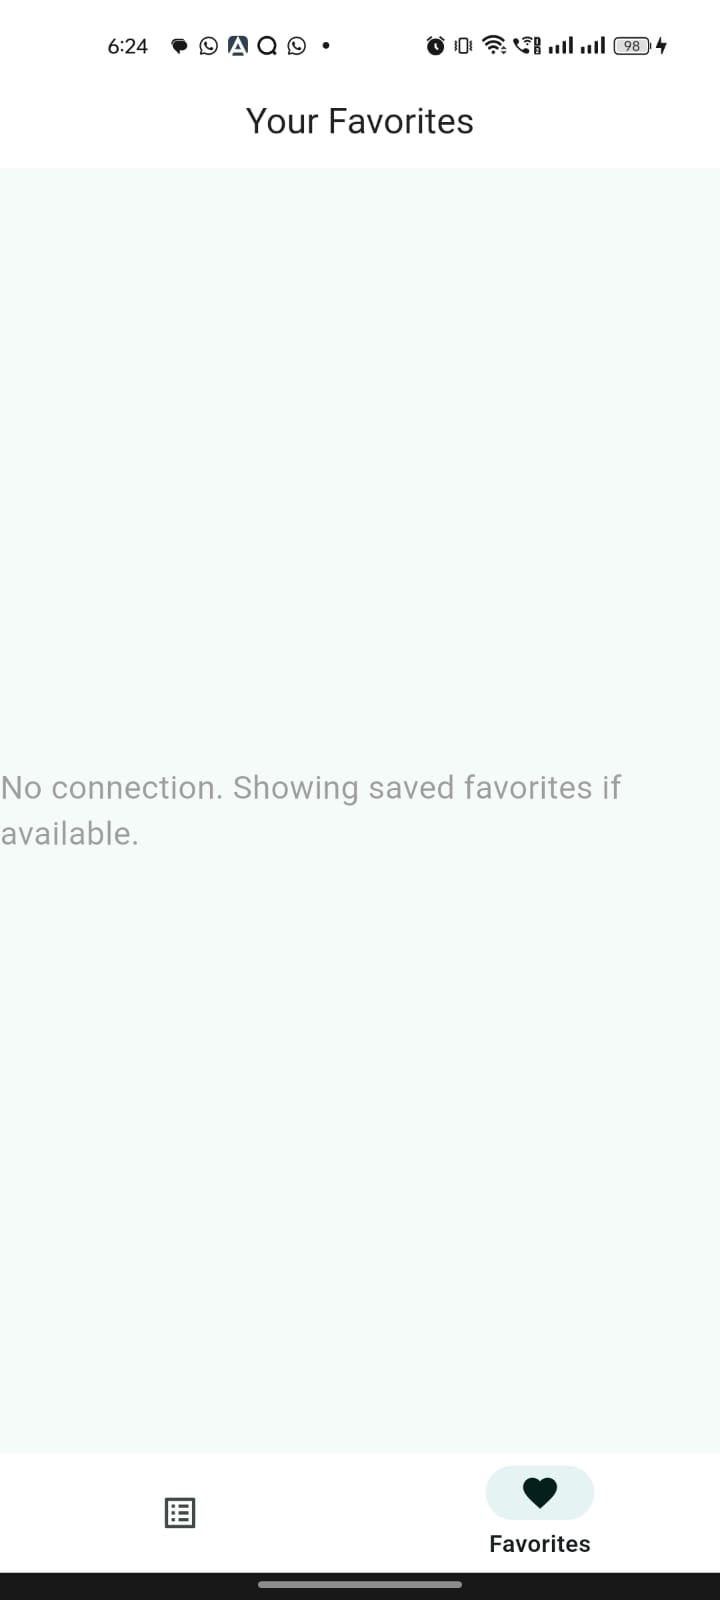 6:24
98
Your Favorites
No connection. Showing saved favorites if
available.
Favorites